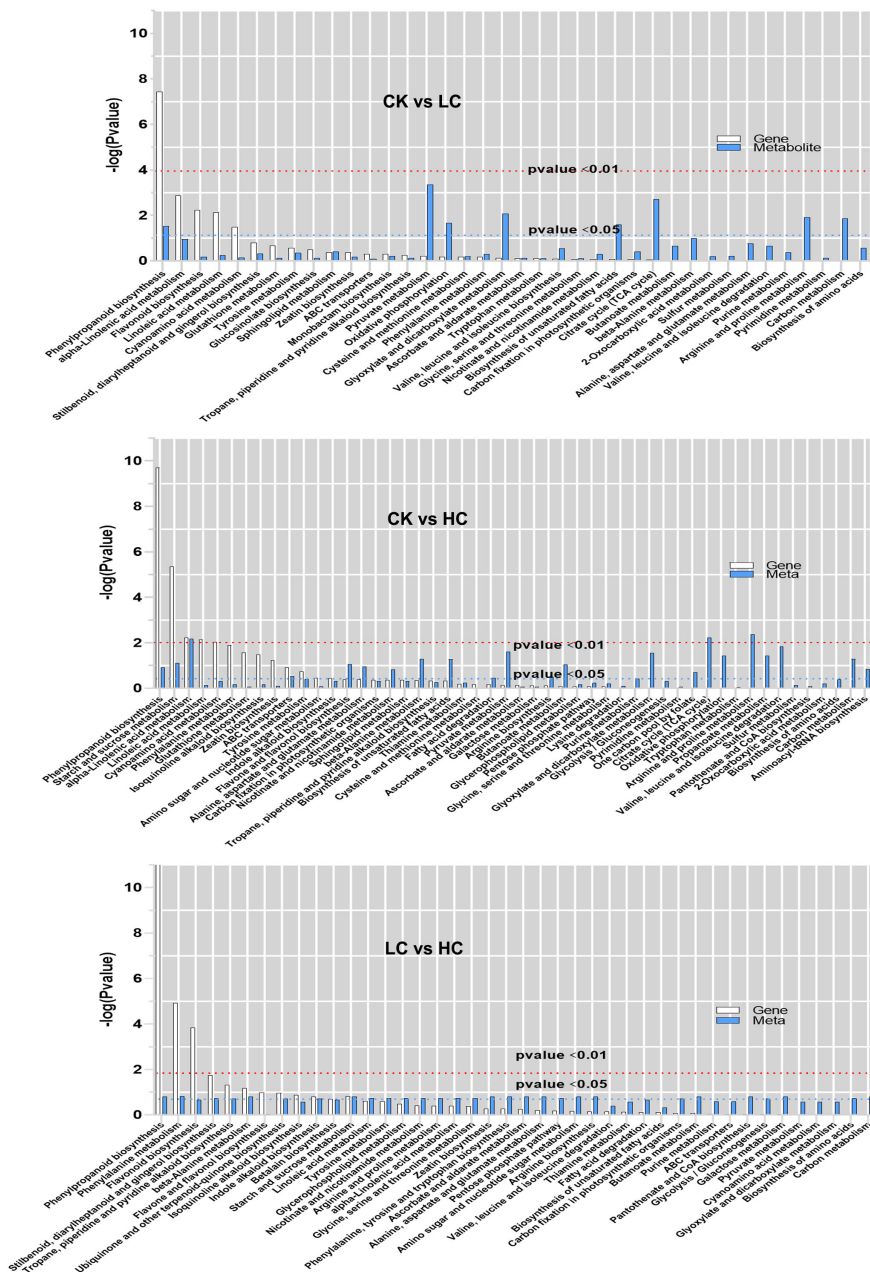 10
8
6
4
2
0
-log(Pvalue)
CK vs LC
Gene
Metabolite
pvalue <0.01
pvalue <0.05
Phenylpropanoid biosynthesis
alpha-Linolenic acid metabolism
Flavonoid biosynthesis
Linoleic acid metabolism
Cyanoamino acid metabolism
Stilbenoid, diarylheptanoid and gingerol biosynthesis
Glutathione metabolism
Tyrosine metabolism
Glucosinolate biosynthesis
Sphingolipid metabolism
Zeatin biosynthesis
ABC transporters
Monobactam biosynthesis
Tropane, piperidine and pyridine alkaloid biosynthesis
Pyruvate metabolism
Oxidative phosphorylation
Cysteine and methionine metabolism
Phenylalanine metabolism
Glyoxylate and dicarboxylate metabolism
Ascorbate and aldarate metabolism
Tryptophan metabolism
Valine, leucine and isoleucine biosynthesis
Glycine, serine and threonine metabolism
Nicotinate and nicotinamide metabolism
Biosynthesis of unsaturated fatty acids
Carbon fixation in photosynthetic organisms
Citrate cycle (TCA cycle)
Butanoate metabolism
beta-Alanine metabolism
2-Oxocarboxylic acid metabolism
Sulfur metabolism
Alanine, aspartate and glutamate metabolism
Valine, leucine and isoleucine degradation
Purine metabolism
Arginine and proline metabolism
Pyrimidine metabolism
Carbon metabolism
Biosynthesis of amino acids
10
8
6
4
2
0
-log(Pvalue)
CK vs HC
Gene
Meta
pvalue <0.01
pvalue <0.05
Phenylpropanoid biosynthesis
Starch and sucrose metabolism
alpha-Linolenic acid metabolism
Linoleic acid metabolism
Cyanoamino acid metabolism
Phenylalanine metabolism
Glutathione metabolism
Isoquinoline alkaloid biosynthesis
Zeatin biosynthesis
ABC transporters
Tyrosine metabolism
Amino sugar and nucleotide sugar metabolism
Indole alkaloid biosynthesis
Flavone and flavonol biosynthesis
Alanine, aspartate and glutamate metabolism
Carbon fixation in photosynthetic organisms
Nicotinate and nicotinamide metabolism
Sphingolipid metabolism
beta-Alanine metabolism
Tropane, piperidine and pyridine alkaloid biosynthesis
Biosynthesis of unsaturated fatty acids
Thiamine metabolism
Cysteine and methionine metabolism
Fatty acid degradation
Pyruvate metabolism
Ascorbate and aldarate metabolism
Galactose metabolism
Arginine biosynthesis
Butanoate metabolism
Glycerophospholipid metabolism
Pentose phosphate pathway
Glycine, serine and threonine metabolism
Lysine degradation
Purine metabolism
Glyoxylate and dicarboxylate metabolism
Glycolysis / Gluconeogenesis
Pyrimidine metabolism
One carbon pool by folate
Citrate cycle (TCA cycle)
Oxidative phosphorylation
Tryptophan metabolism
Arginine and proline metabolism
Propanoate metabolism
Valine, leucine and isoleucine degradation
Pantothenate and CoA biosynthesis
2-Oxocarboxylic acid metabolism
Biosynthesis of amino acids
Carbon metabolism
Aminoacyl-tRNA biosynthesis
10
8
6
4
2
0
-log(Pvalue)
LC vs HC
Gene
Meta
pvalue <0.01
pvalue <0.05
Phenylpropanoid biosynthesis
Phenylalanine metabolism
Flavonoid biosynthesis
Stilbenoid, diarylheptanoid and gingerol biosynthesis
Tropane, piperidine and pyridine alkaloid biosynthesis
beta-Alanine metabolism
Flavone and flavonol biosynthesis
Ubiquinone and other terpenoid-quinone biosynthesis
Isoquinoline alkaloid biosynthesis
Indole alkaloid biosynthesis
Betalain biosynthesis
Starch and sucrose metabolism
Linoleic acid metabolism
Tyrosine metabolism
Glycerophospholipid metabolism
Nicotinate and nicotinamide metabolism
Arginine and proline metabolism
alpha-Linolenic acid metabolism
Glycine, serine and threonine metabolism
Zeatin biosynthesis
Phenylalanine, tyrosine and tryptophan biosynthesis
Ascorbate and aldarate metabolism
Alanine, aspartate and glutamate metabolism
Pentose phosphate pathway
Amino sugar and nucleotide sugar metabolism
Arginine biosynthesis
Valine, leucine and isoleucine degradation
Thiamine metabolism
Fatty acid degradation
Biosynthesis of unsaturated fatty acids
Carbon fixation in photosynthetic organisms
Butanoate metabolism
Purine metabolism
ABC transporters
Pantothenate and CoA biosynthesis
Glycolysis / Gluconeogenesis
Galactose metabolism
Pyruvate metabolism
Cyanoamino acid metabolism
Glyoxylate and dicarboxylate metabolism
Biosynthesis of amino acids
Carbon metabolism